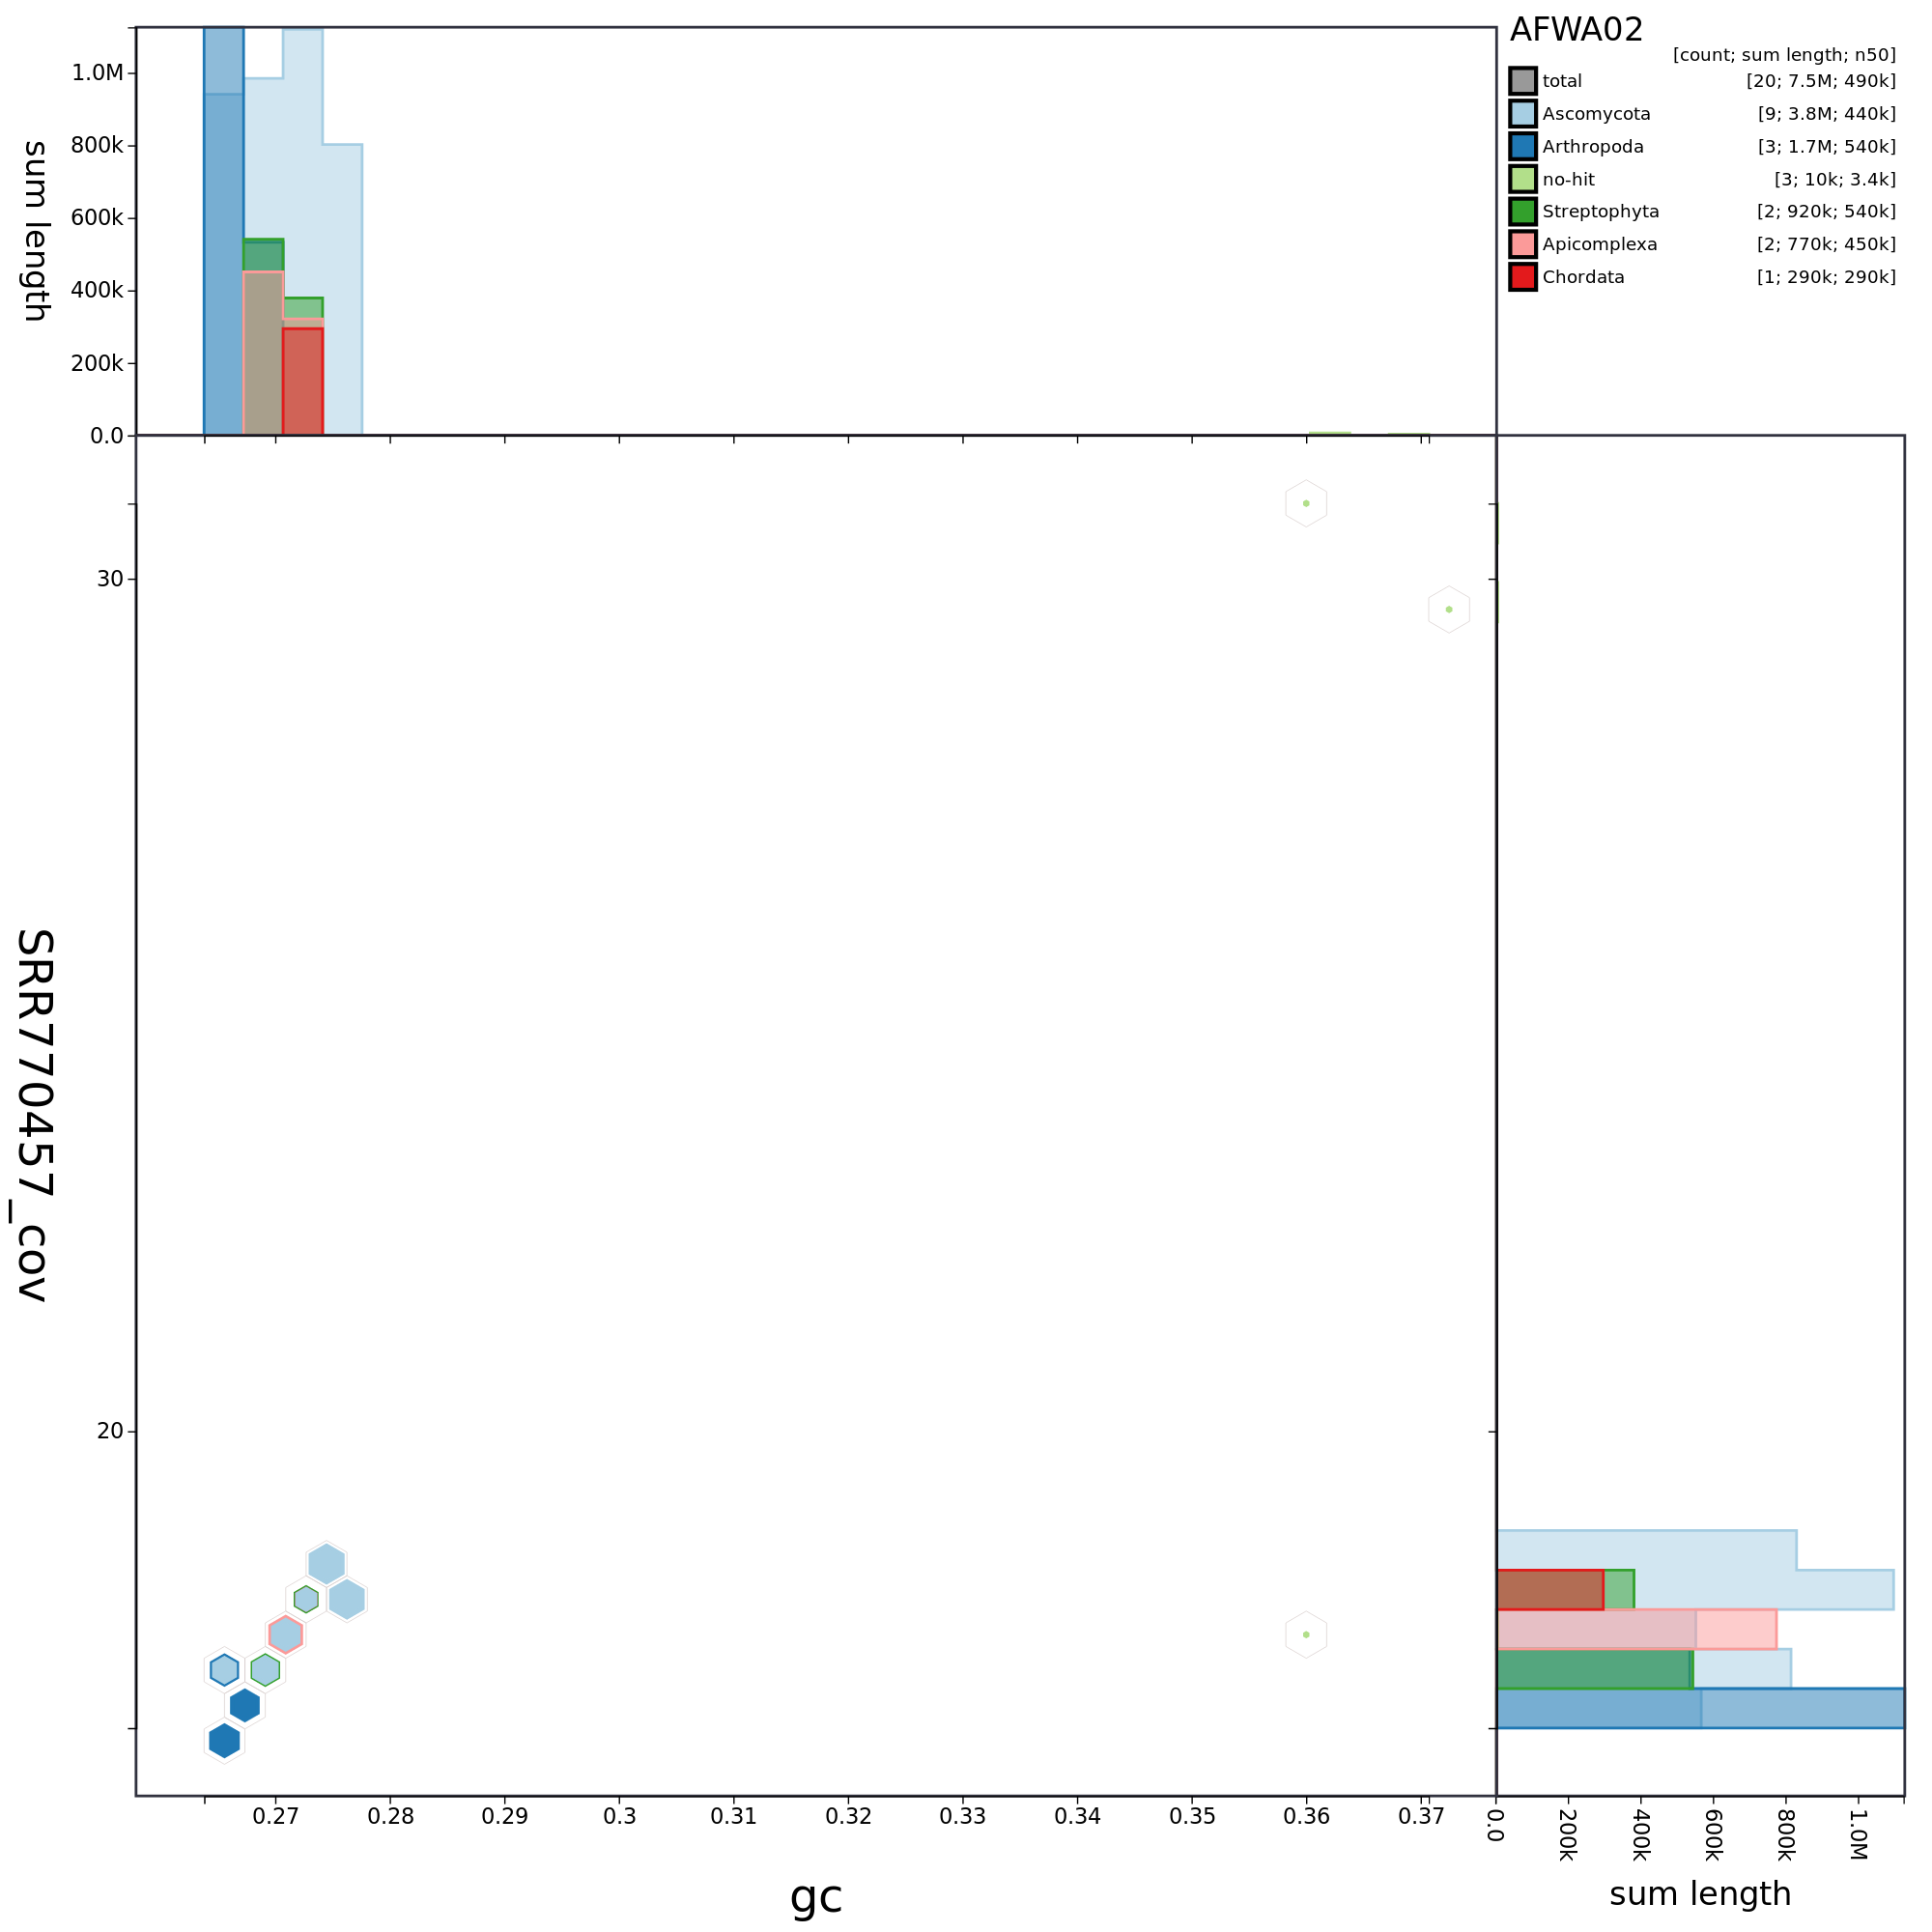 AFWA02
[count; sum length; n50]
total [20; 7.5M; 490k]
Ascomycota [9; 3.8M; 440k]
Arthropoda [3; 1.7M; 540k]
no-hit [3; 10k; 3.4k]
Streptophyta [2; 920k; 540k]
Apicomplexa [2; 770k; 450k]
Chordata [1; 290k; 290k]
sum length
1.0M
800k
600k
400k
200k
0.0
SRR770457_cov
30
20
0.27 0.28 0.29 0.3 0.31 0.32 0.33 0.34 0.35 0.36 0.37
gc
0.0 200k 400k 600k 800k 1.0M
sum length